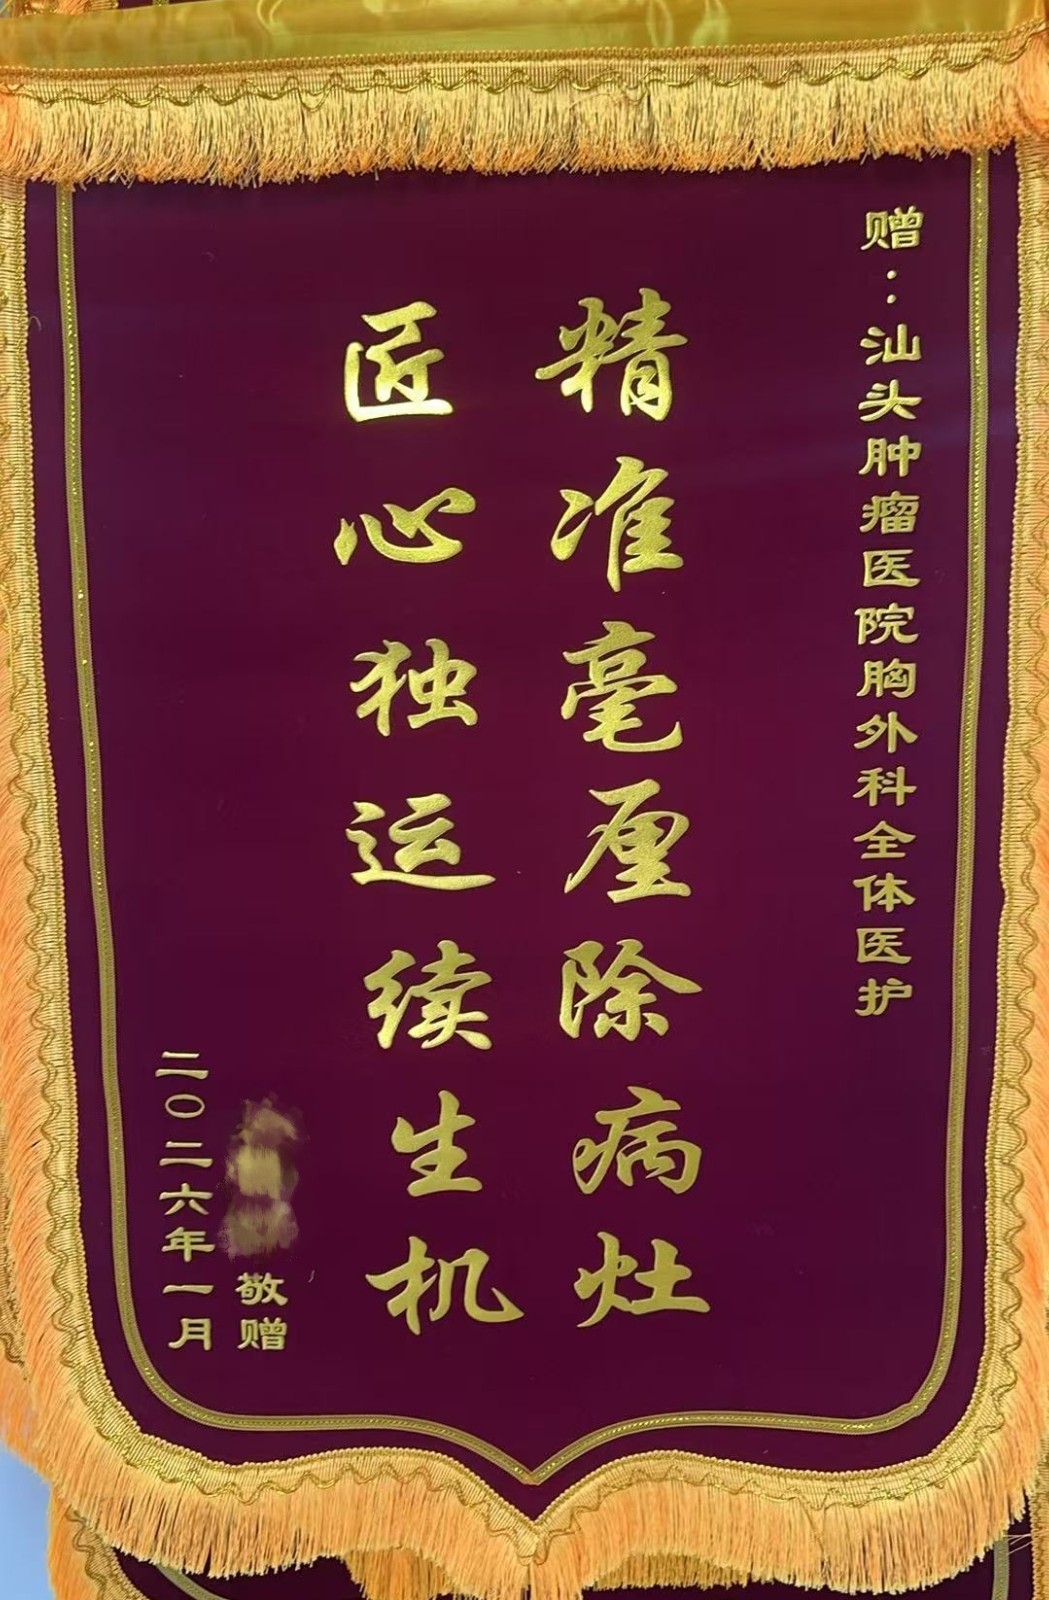 赠：汕头肿瘤医院胸外科全体医护
精准毫厘除病灶
匠心独运续生机
敬赠
二〇二六年一月